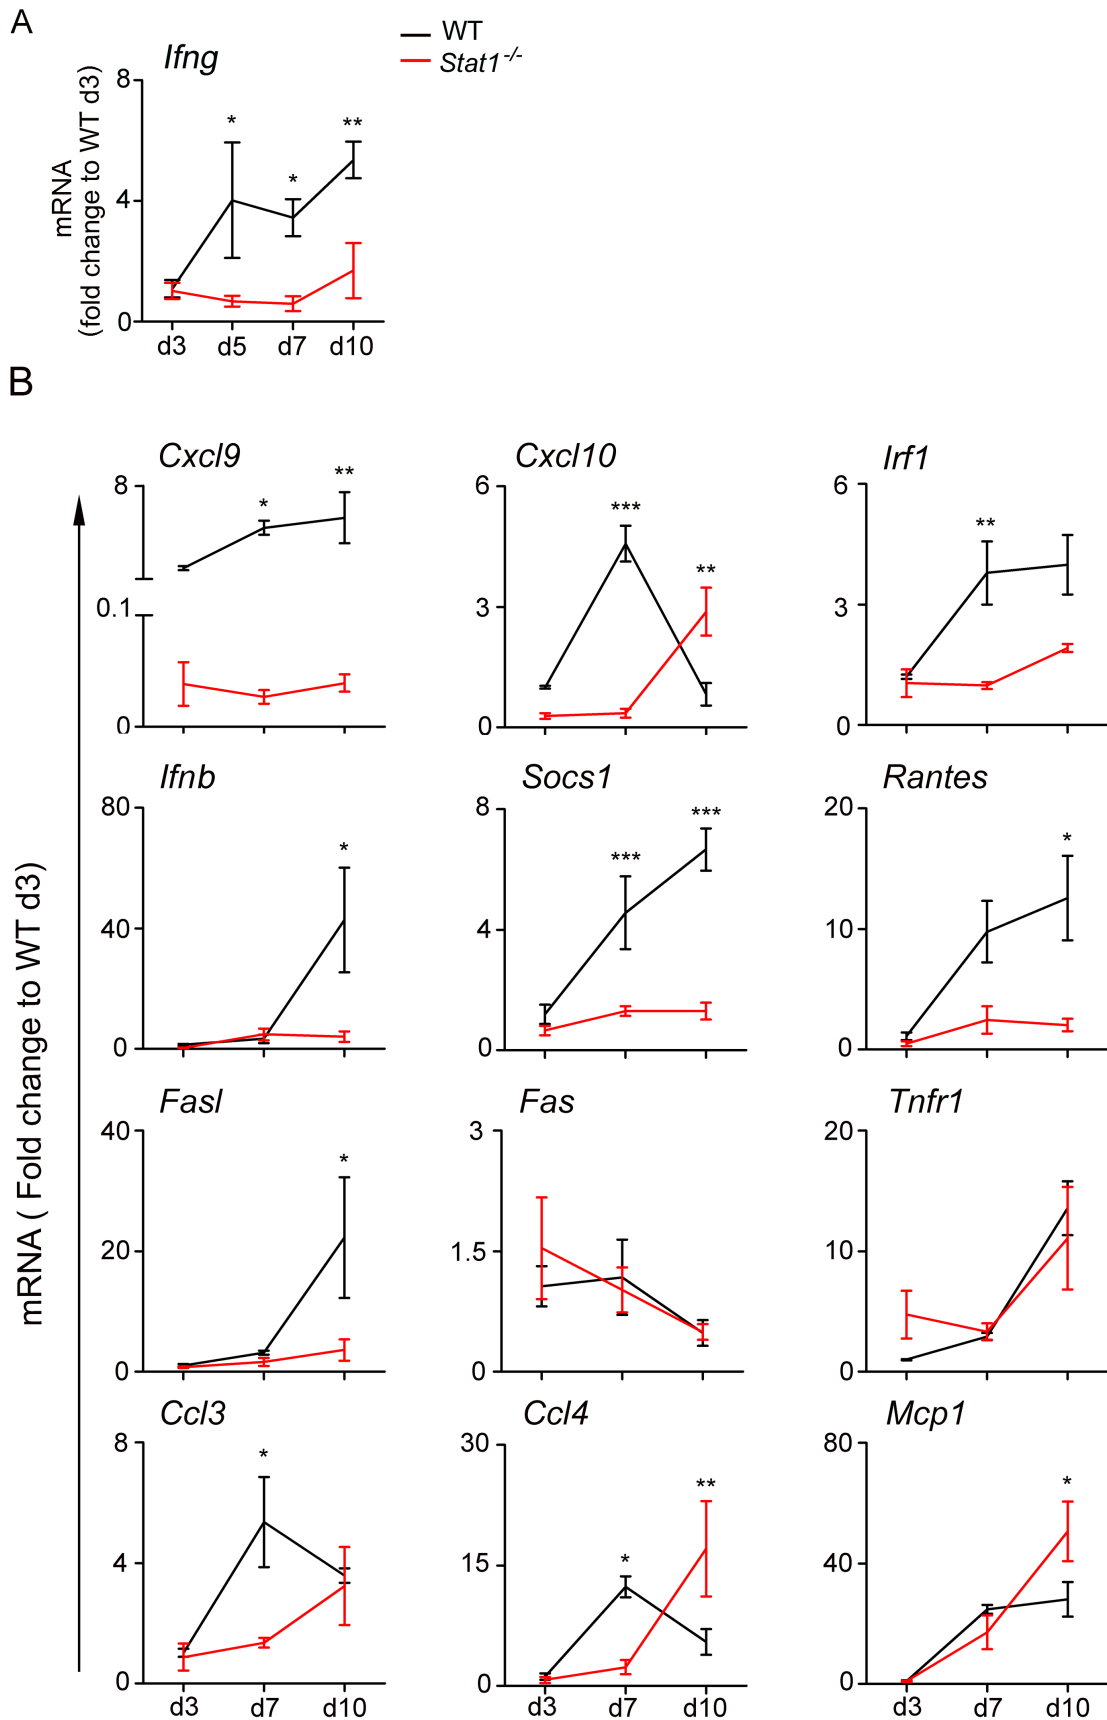 A
WT
Stat1-/-
Ifng
mRNA
(fold change to WT d3)
8
4
0
*
*
**
d3 d5 d7 d10
B
mRNA ( Fold change to WT d3)
Cxcl9
8
0.1
0
*
**
Cxcl10
6
3
0
***
**
Irf1
6
3
0
**
Ifnb
80
40
0
*
Socs1
8
4
0
***
***
Rantes
20
10
0
*
Fasl
40
20
0
*
Fas
3
1.5
0
Tnfr1
20
10
0
Ccl3
8
4
0
*
d3 d7 d10
Ccl4
30
15
0
*
**
d3 d7 d10
Mcp1
80
40
0
*
d3 d7 d10